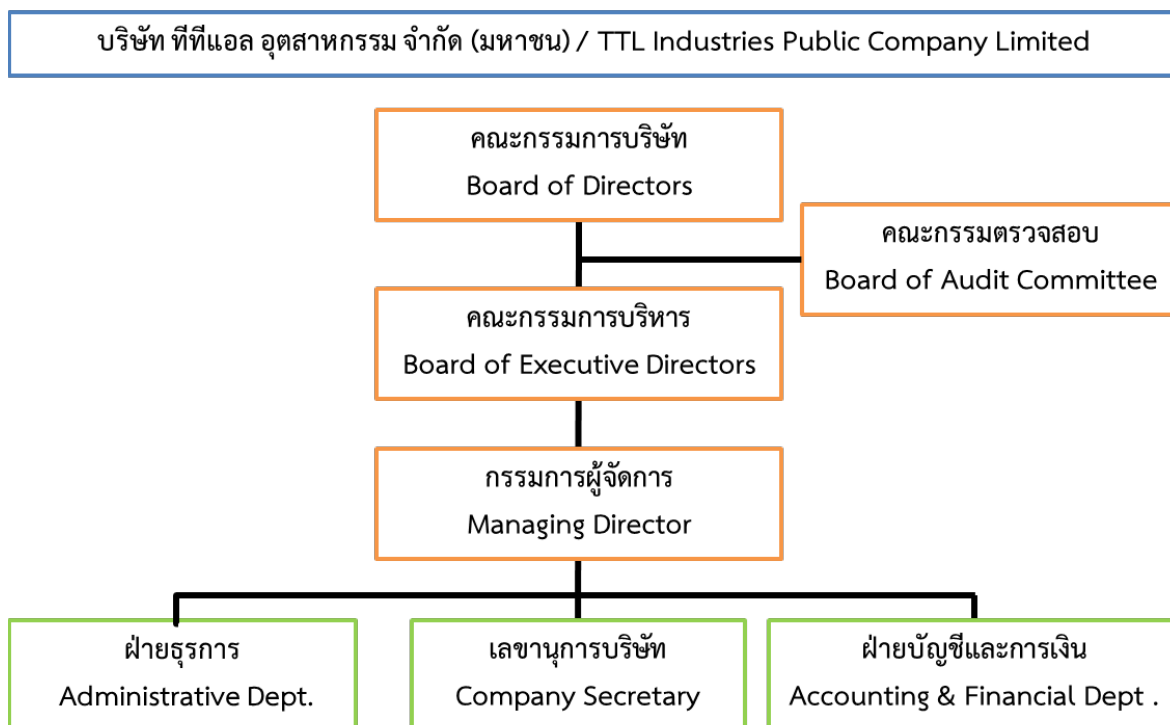 บริษัท ทีทีแอล อุตสาหกรรม จำกัด (มหาชน) / TTL Industries Public Company Limited
คณะกรรมการบริษัท
Board of Directors
คณะกรรมตรวจสอบ
Board of Audit Committee
คณะกรรมการบริหาร
Board of Executive Directors
กรรมการผู้จัดการ
Managing Director
ฝ่ายธุรการ
Administrative Dept.
เลขานุการบริษัท
Company Secretary
ฝ่ายบัญชีและการเงิน
Accounting & Financial Dept .